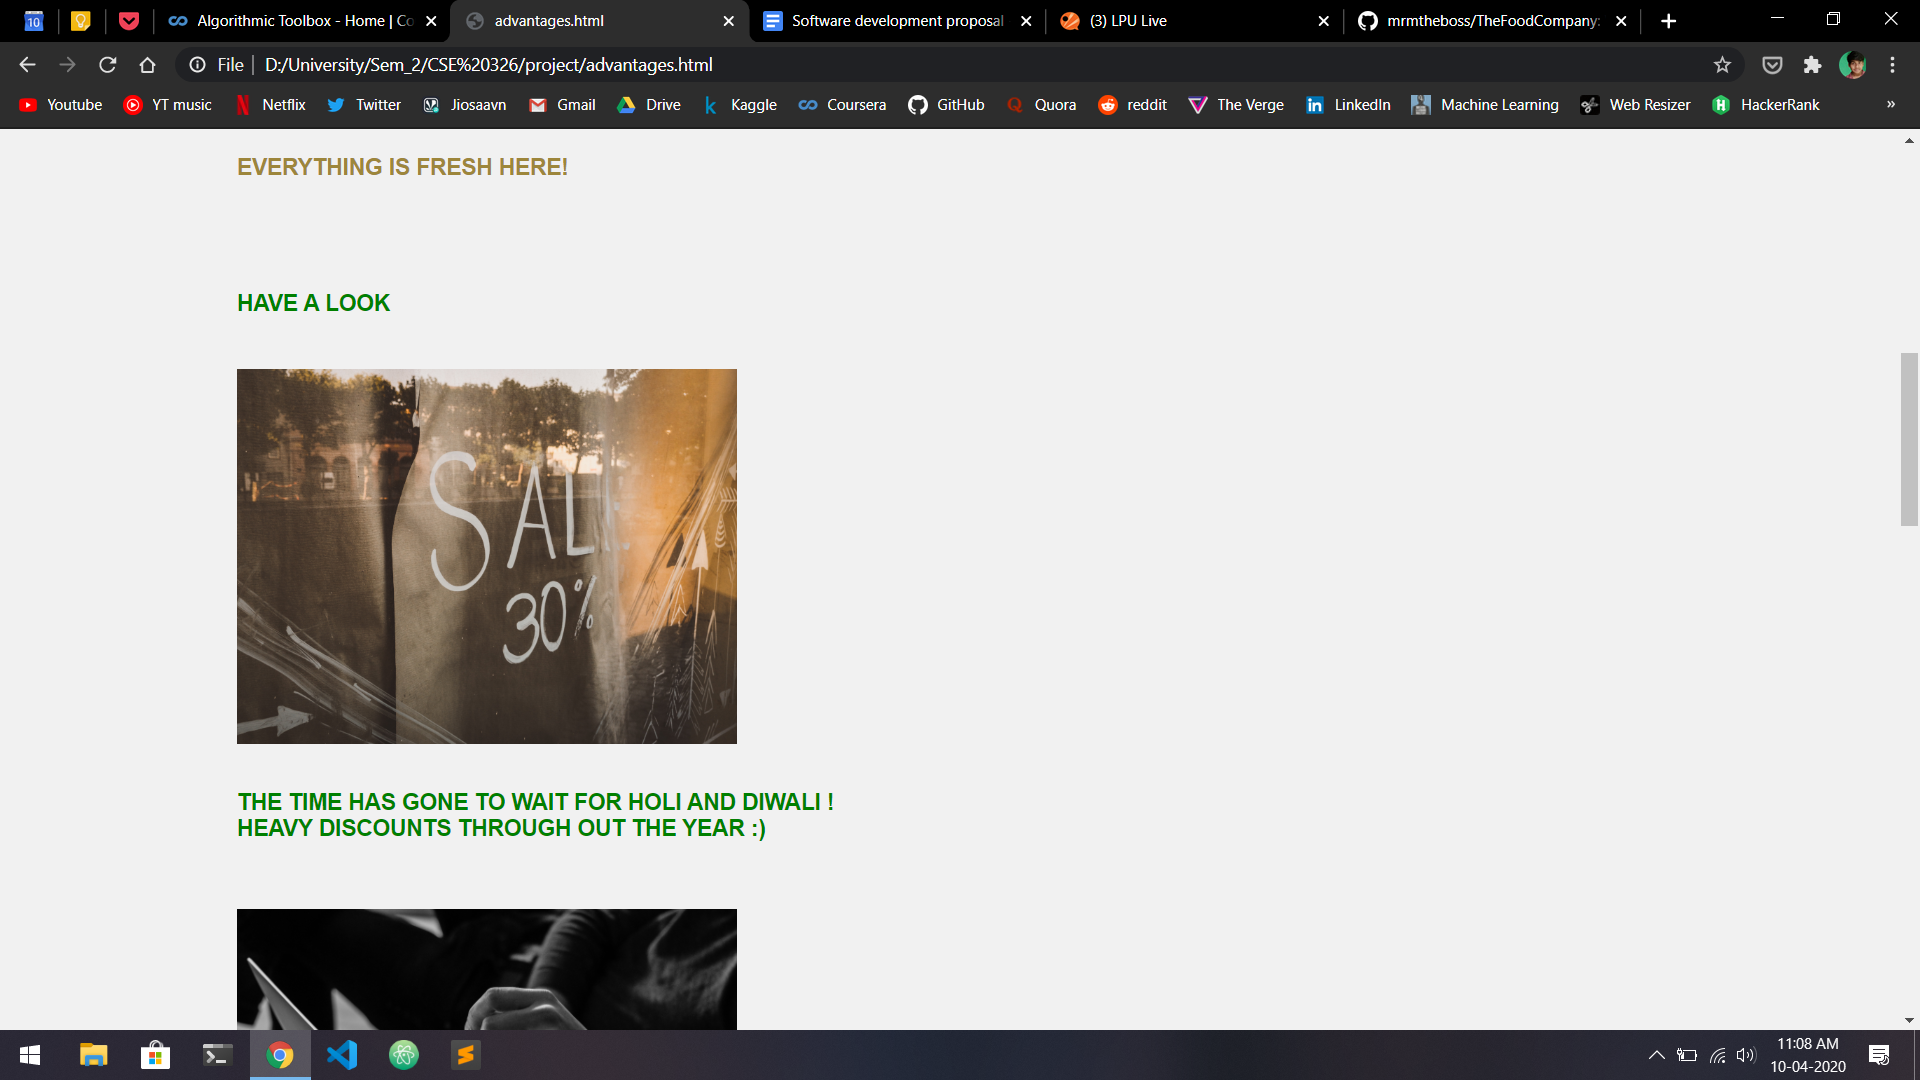 10
Algorithmic Toolbox - Home | Co
advantages.html
Software development proposal
(3) LPU Live
mrmtheboss/TheFoodCompany:
File
D:/University/Sem_2/CSE%20326/project/advantages.html
Youtube
YT music
Netflix
Twitter
Jiosaavn
Gmail
Drive
Kaggle
Coursera
GitHub
Quora
reddit
The Verge
LinkedIn
Machine Learning
Web Resizer
HackerRank
»
EVERYTHING IS FRESH HERE!
HAVE A LOOK
SALE
30%
THE TIME HAS GONE TO WAIT FOR HOLI AND DIWALI !
HEAVY DISCOUNTS THROUGH OUT THE YEAR :)
11:08 AM
10-04-2020